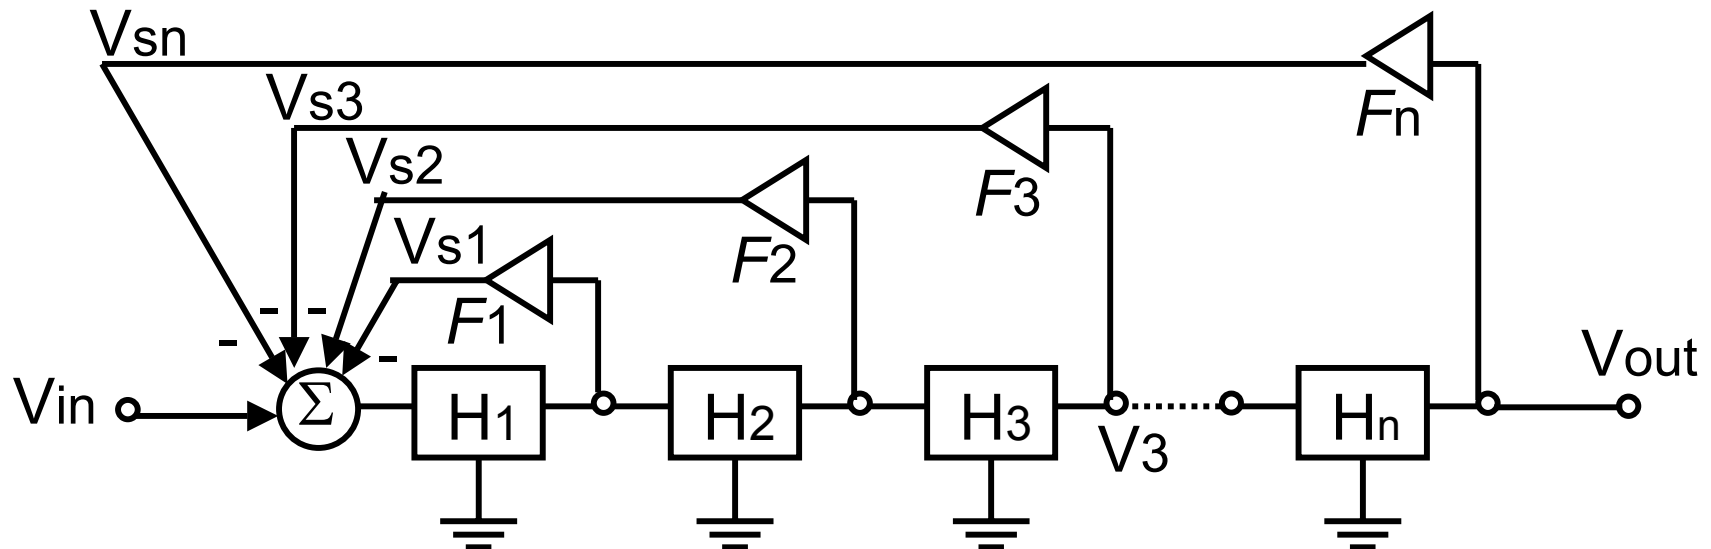 Vsn
Vs3
Fn
Vs2
F3
Vs1
F2
F1
- -
-
-
Vin
Σ
H1
H2
H3
V3
Hn
Vout